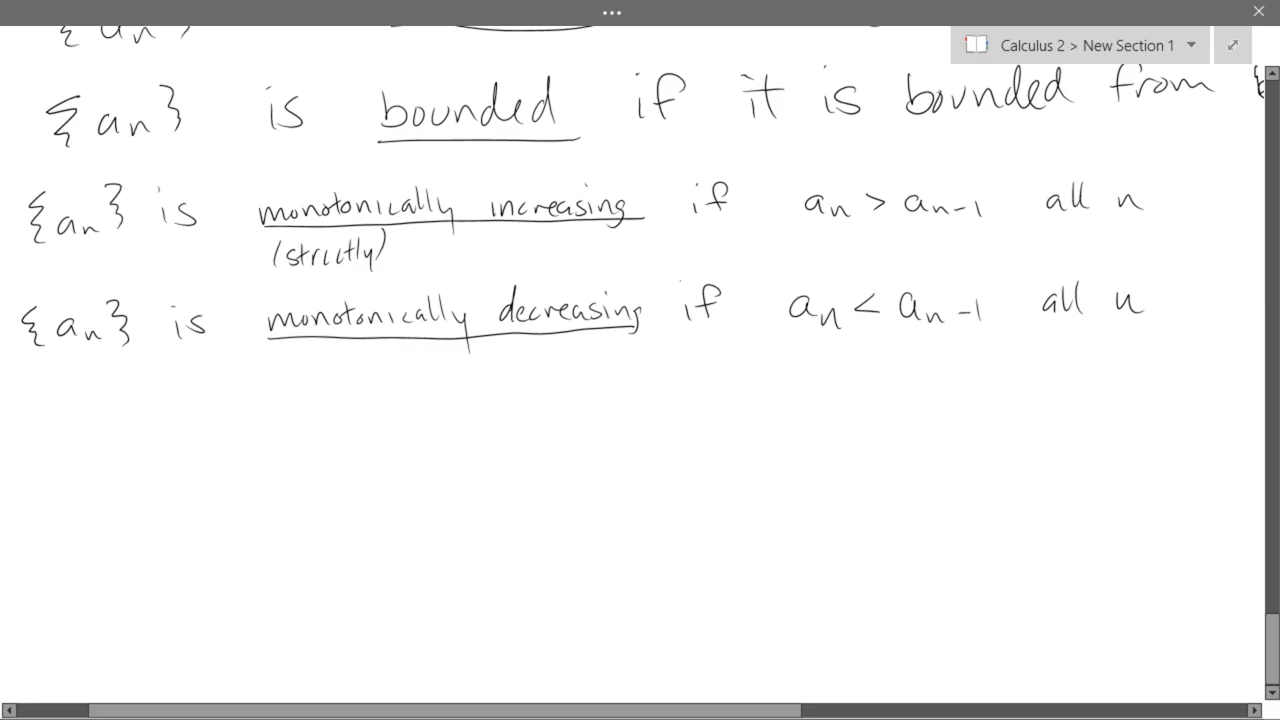 Calculus 2 > New Section 1
{aₙ}
{aₙ} is bounded if it is bounded from
{aₙ} is monotonically increasing if aₙ > aₙ₋₁ all n
(strictly)
{aₙ} is monotonically decreasing if aₙ < aₙ₋₁ all n